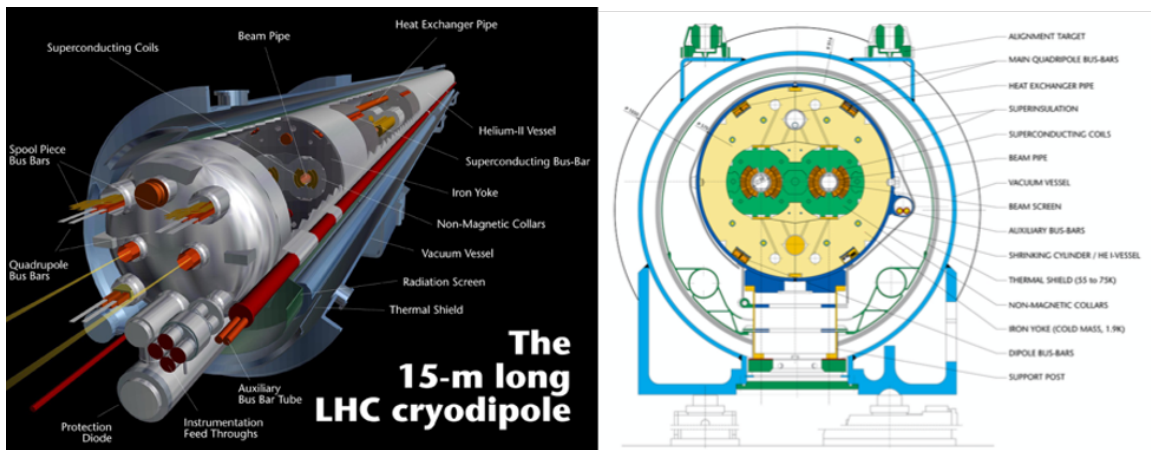 Heat Exchanger Pipe
Beam Pipe
Superconducting Coils
Helium-II Vessel
Spool Piece
Bus Bars
Superconducting Bus-Bar
Iron Yoke
Non-Magnetic Collars
Quadrupole
Bus Bars
Vacuum Vessel
Radiation Screen
Thermal Shield
The
15-m long
LHC cryodipole
Auxiliary
Bus Bar Tube
Protection
Diode
Instrumentation
Feed Throughs
ALIGNMENT TARGET
MAIN QUADRIPOLE BUS-BARS
HEAT EXCHANGER PIPE
SUPERINSULATION
SUPERCONDUCTING COILS
BEAM PIPE
VACUUM VESSEL
BEAM SCREEN
AUXILIARY BUS-BARS
SHRINKING CYLINDER / HE I-VESSEL
THERMAL SHIELD (55 to 75K)
NON-MAGNETIC COLLARS
IRON YOKE (COLD MASS, 1.9K)
DIPOLE BUS-BARS
SUPPORT POST